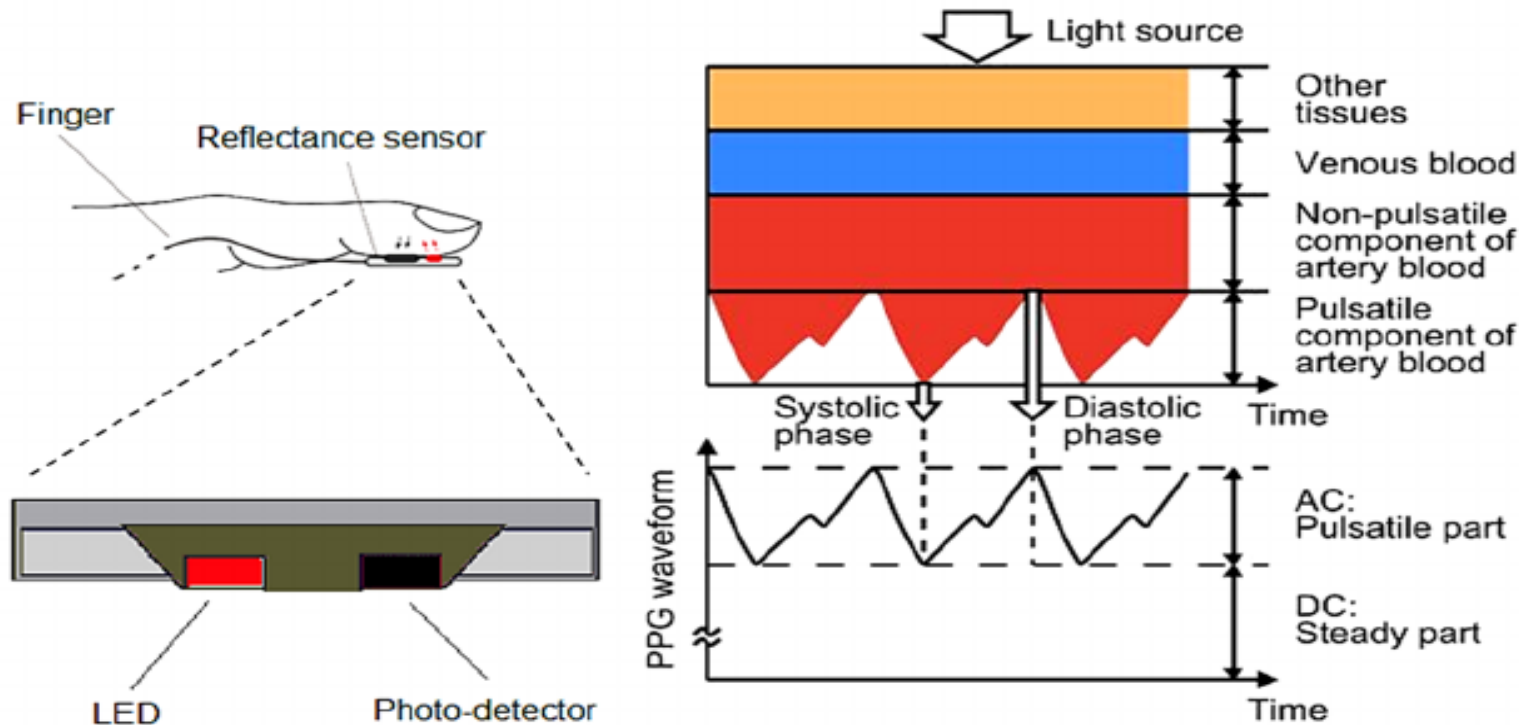 Finger
Reflectance sensor
LED
Photo-detector
Light source
Other
tissues
Venous blood
Non-pulsatile
component of
artery blood
Pulsatile
component of
artery blood
Time
Systolic
phase
Diastolic
phase
PPG waveform
AC:
Pulsatile part
DC:
Steady part
Time